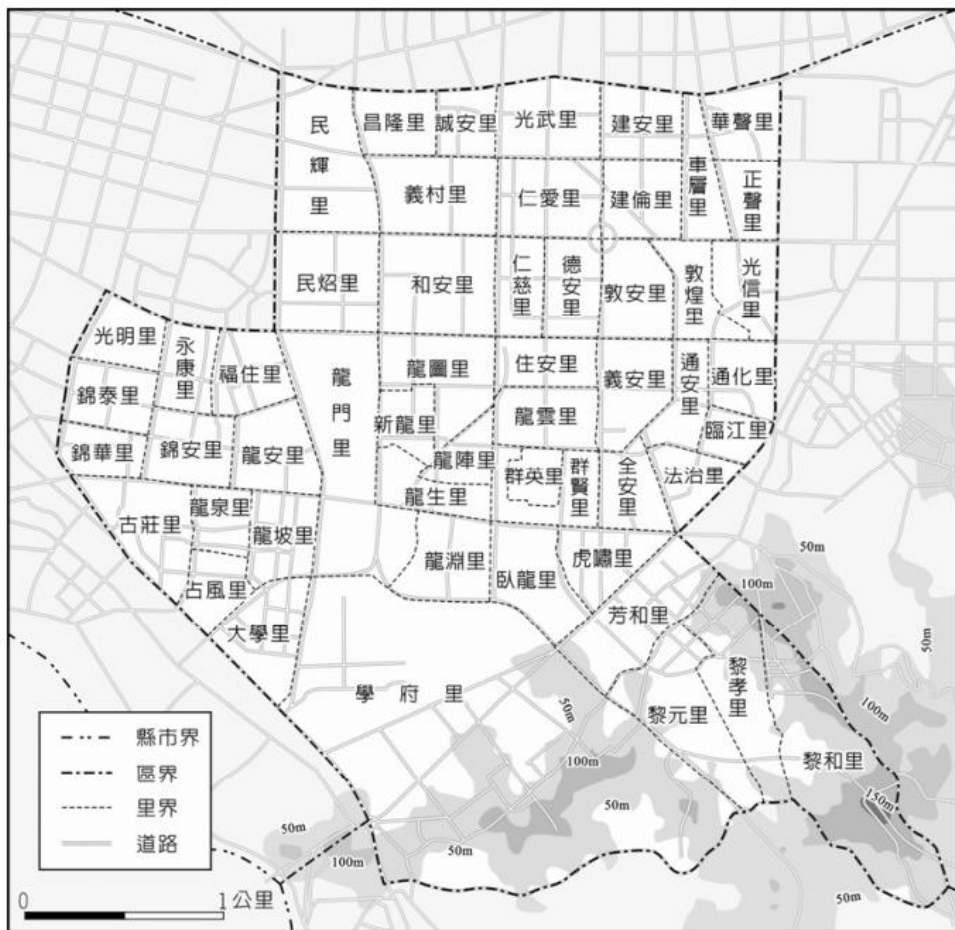 昌隆里
誠安里
光武里
建安里
華聲里
民輝里
車層里
正聲里
義村里
仁愛里
建倫里
民炤里
和安里
仁慈里
德安里
敦安里
敦煌里
光信里
光明里
永康里
福住里
龍門里
龍圖里
住安里
義安里
通安里
通化里
錦泰里
新龍里
龍雲里
臨江里
錦華里
錦安里
龍安里
龍陣里
群英里
群賢里
全安里
法治里
古莊里
龍泉里
龍坡里
龍生里
龍淵里
臥龍里
虎嘯里
50m
古風里
100m
大學里
芳和里
50m
學府里
黎孝里
50m
黎元里
100m
100m
黎和里
150m
50m
50m
50m
100m
50m
縣市界
區界
里界
道路
0
1公里